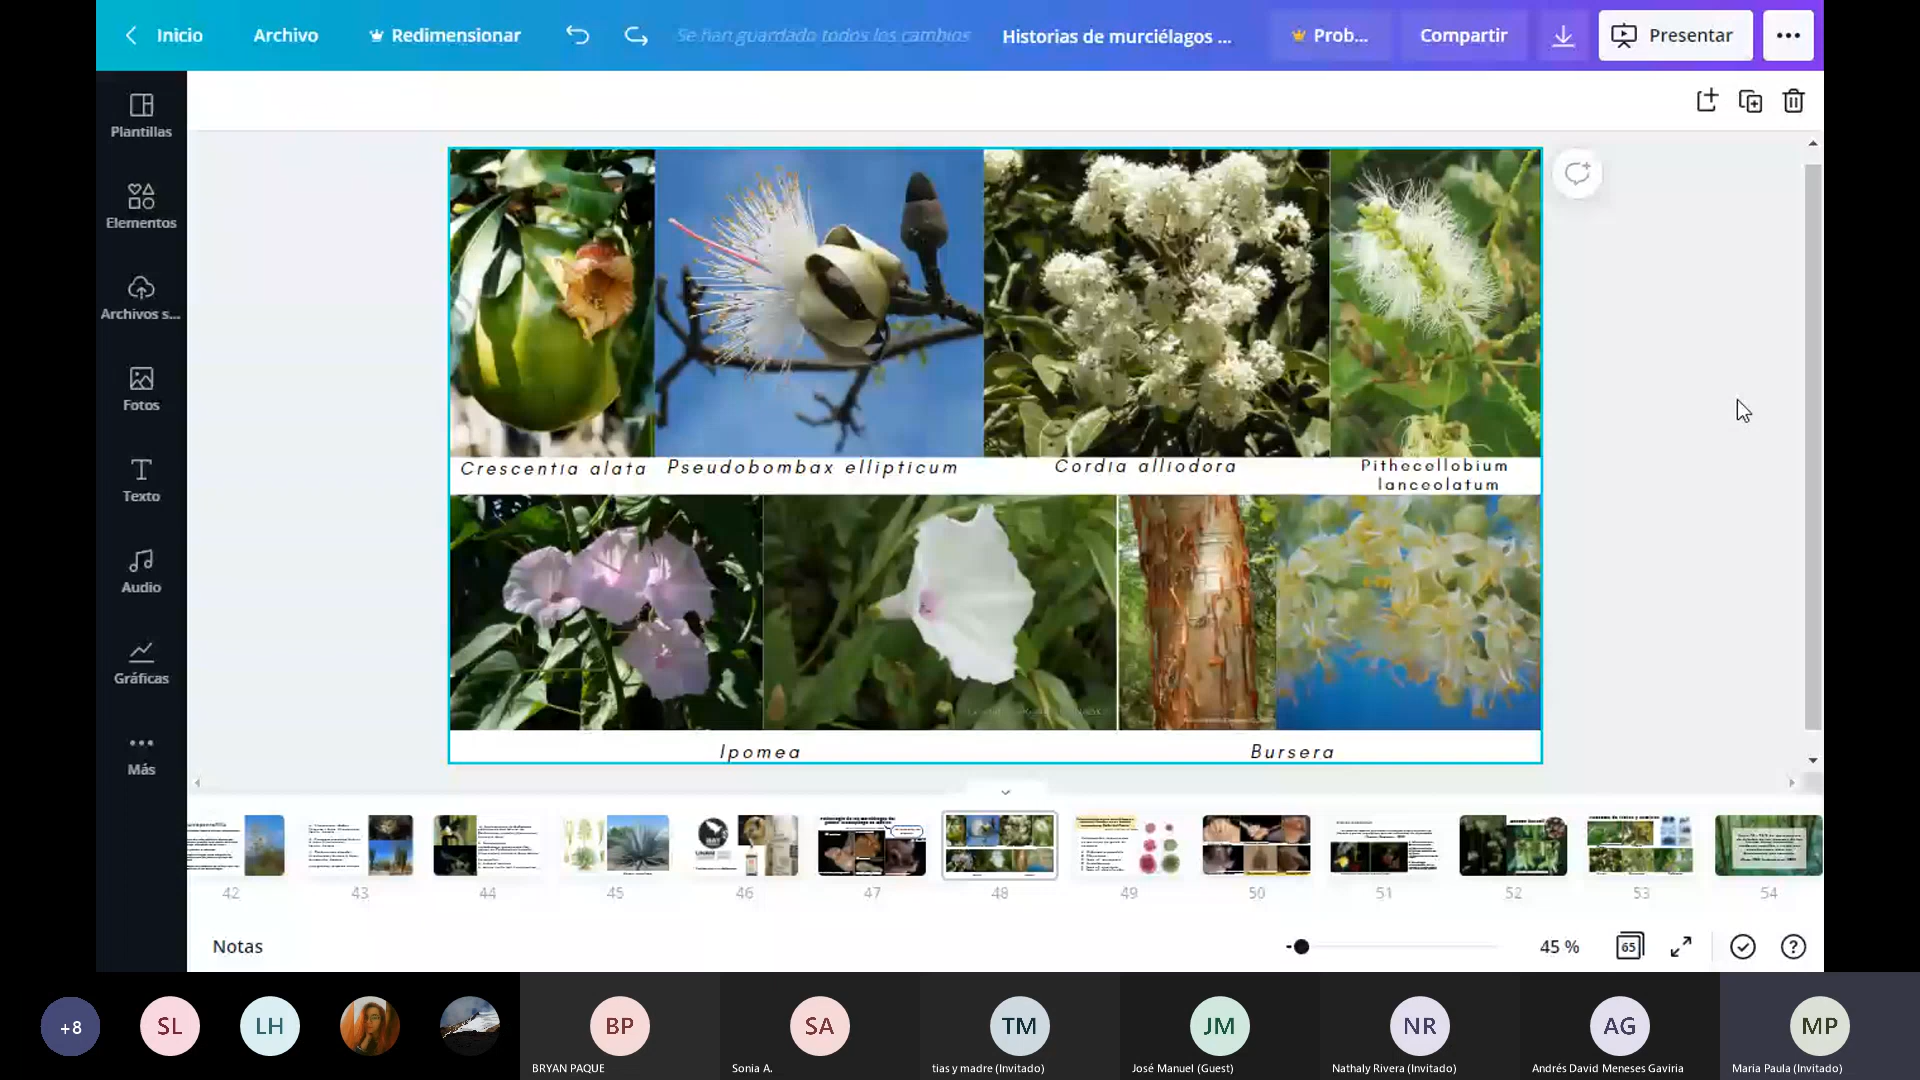 Inicio
Archivo
Redimensionar
Se han guardado todos los cambios
Historias de murciélagos ...
Prob...
Compartir
Presentar
Plantillas
Elementos
Archivos s...
Fotos
Texto
Audio
Gráficas
Más
Crescentia alata
Pseudobombax ellipticum
Cordia alliodora
Pithecellobium
lanceolatum
Ipomea
Bursera
42
43
44
45
46
47
48
49
50
51
52
53
54
Notas
45 %
65
+8
SL
LH
BP
SA
TM
JM
NR
AG
MP
BRYAN PAQUE
Sonia A.
tias y madre (Invitado)
José Manuel (Guest)
Nathaly Rivera (Invitado)
Andrés David Meneses Gaviria
Maria Paula (Invitado)